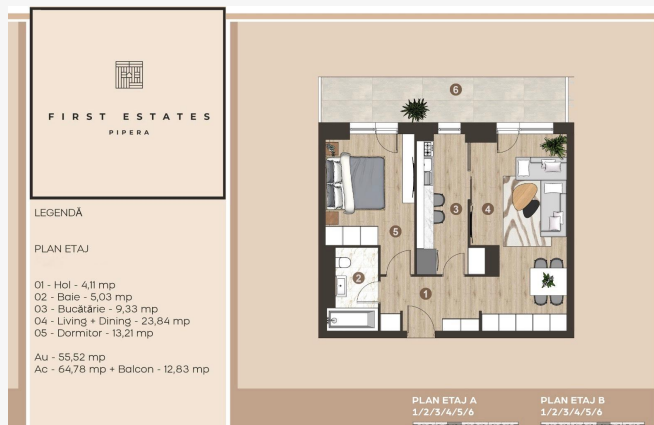 FIRST ESTATES
PIPERA
LEGENDĂ
PLAN ETAJ
01 - Hol - 4,11 mp
02 - Baie - 5,03 mp
03 - Bucătărie - 9,33 mp
04 - Living + Dining - 23,84 mp
05 - Dormitor - 13,21 mp
Au - 55,52 mp
Ac - 64,78 mp + Balcon - 12,83 mp
6
3
4
5
2
1
PLAN ETAJ A
1/2/3/4/5/6
PLAN ETAJ B
1/2/3/4/5/6